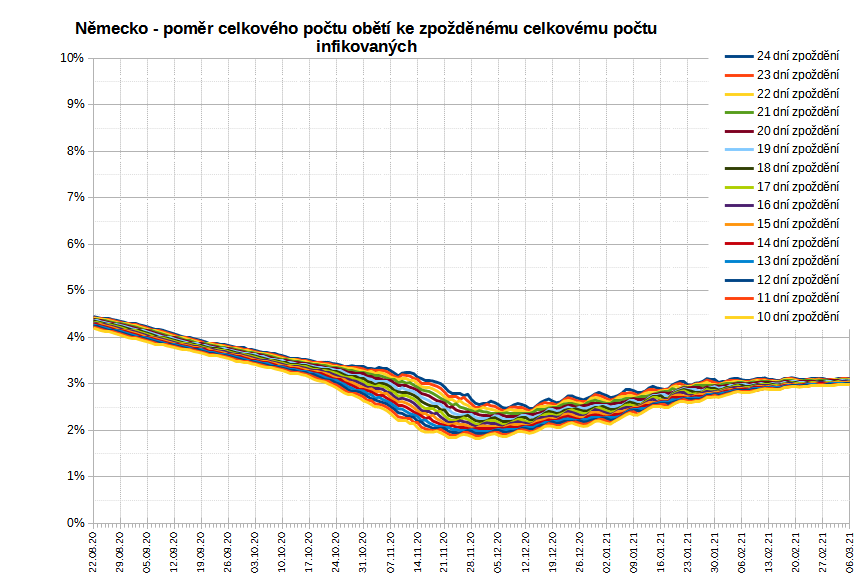 Německo - poměr celkového počtu obětí ke zpožděnému celkovému počtu
infikovaných
10%
9%
8%
7%
6%
5%
4%
3%
2%
1%
0%
24 dní zpoždění
23 dní zpoždění
22 dní zpoždění
21 dní zpoždění
20 dní zpoždění
19 dní zpoždění
18 dní zpoždění
17 dní zpoždění
16 dní zpoždění
15 dní zpoždění
14 dní zpoždění
13 dní zpoždění
12 dní zpoždění
11 dní zpoždění
10 dní zpoždění
22.08.20
29.08.20
05.09.20
12.09.20
19.09.20
26.09.20
03.10.20
10.10.20
17.10.20
24.10.20
31.10.20
07.11.20
14.11.20
21.11.20
28.11.20
05.12.20
12.12.20
19.12.20
26.12.20
02.01.21
09.01.21
16.01.21
23.01.21
30.01.21
06.02.21
13.02.21
20.02.21
27.02.21
06.03.21